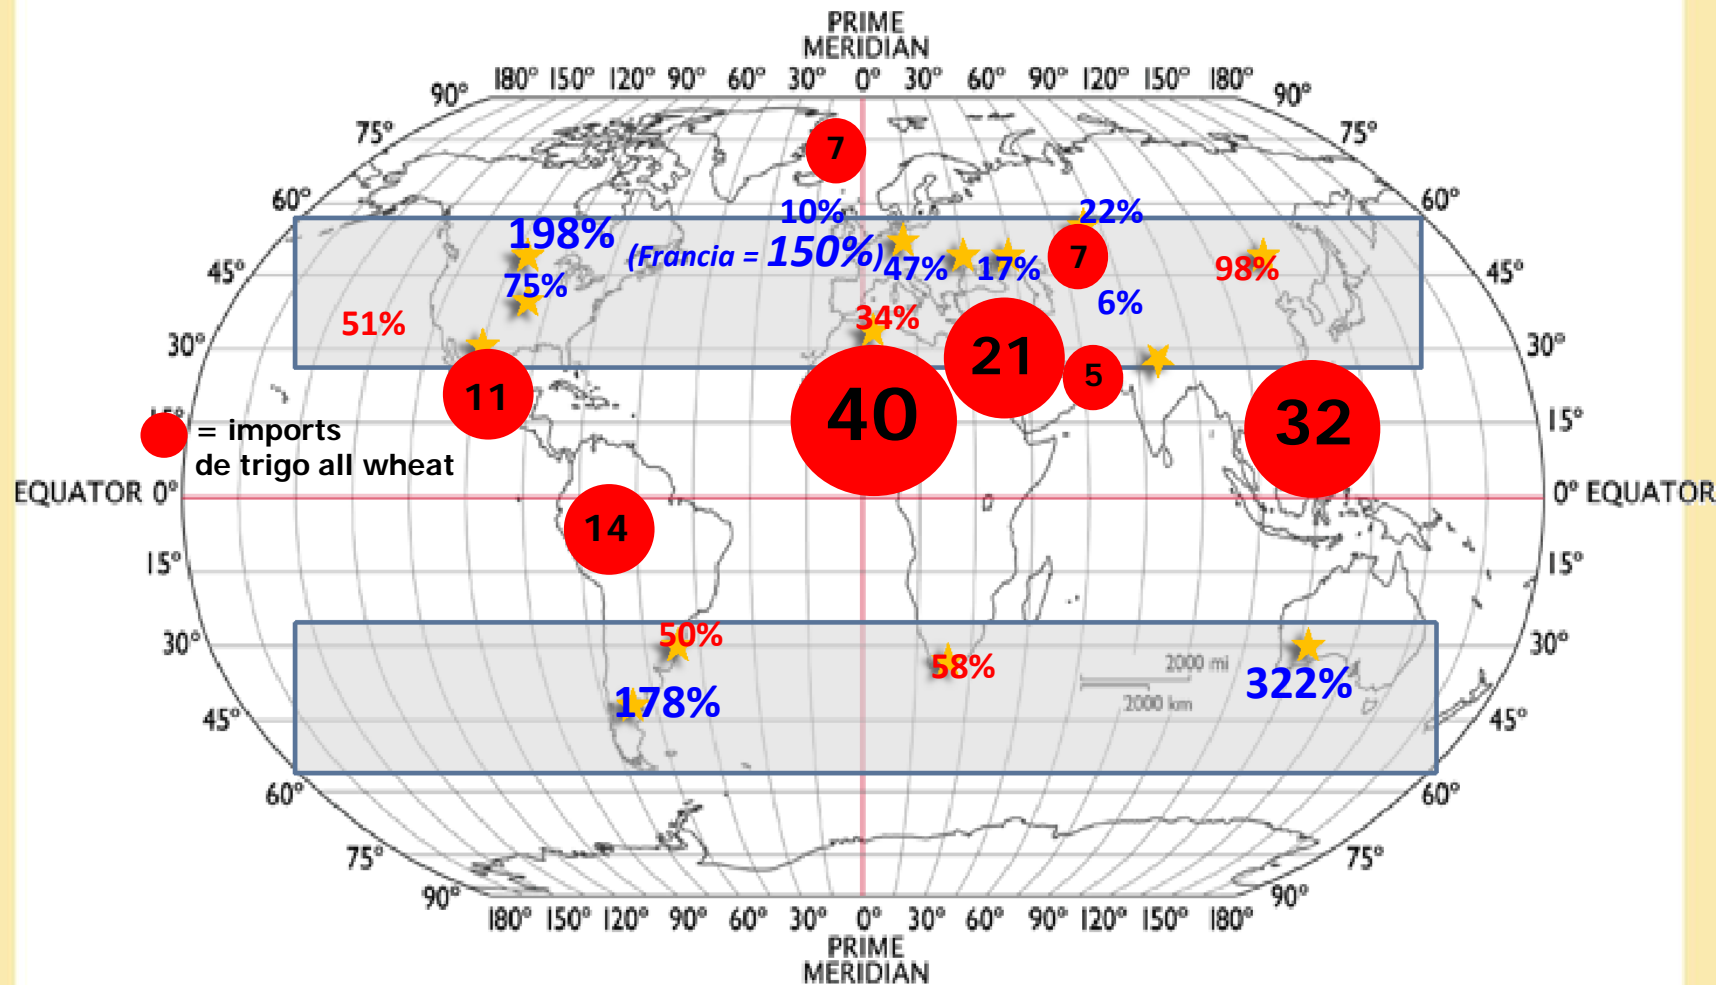 PRIME
MERIDIAN
180° 150° 120° 90° 60° 30° 0° 30° 60° 90° 120° 150° 180°
90° 90°
75° 7 75°
60° 10% 22% 60°
198% (Francia = 150%) 47% 17% 7 98%
45° 75% 6% 45°
51% 34%
30° 21 30°
11 40 5 32
15° 15°
= imports
de trigo all wheat
EQUATOR 0° 0° EQUATOR
14
15° 15°
30° 50% 58% 2000 mi 30°
178% 2000 km 322%
45° 45°
60° 60°
75° 75°
90° 90°
180° 150° 120° 90° 60° 30° 0° 30° 60° 90° 120° 150° 180°
PRIME
MERIDIAN